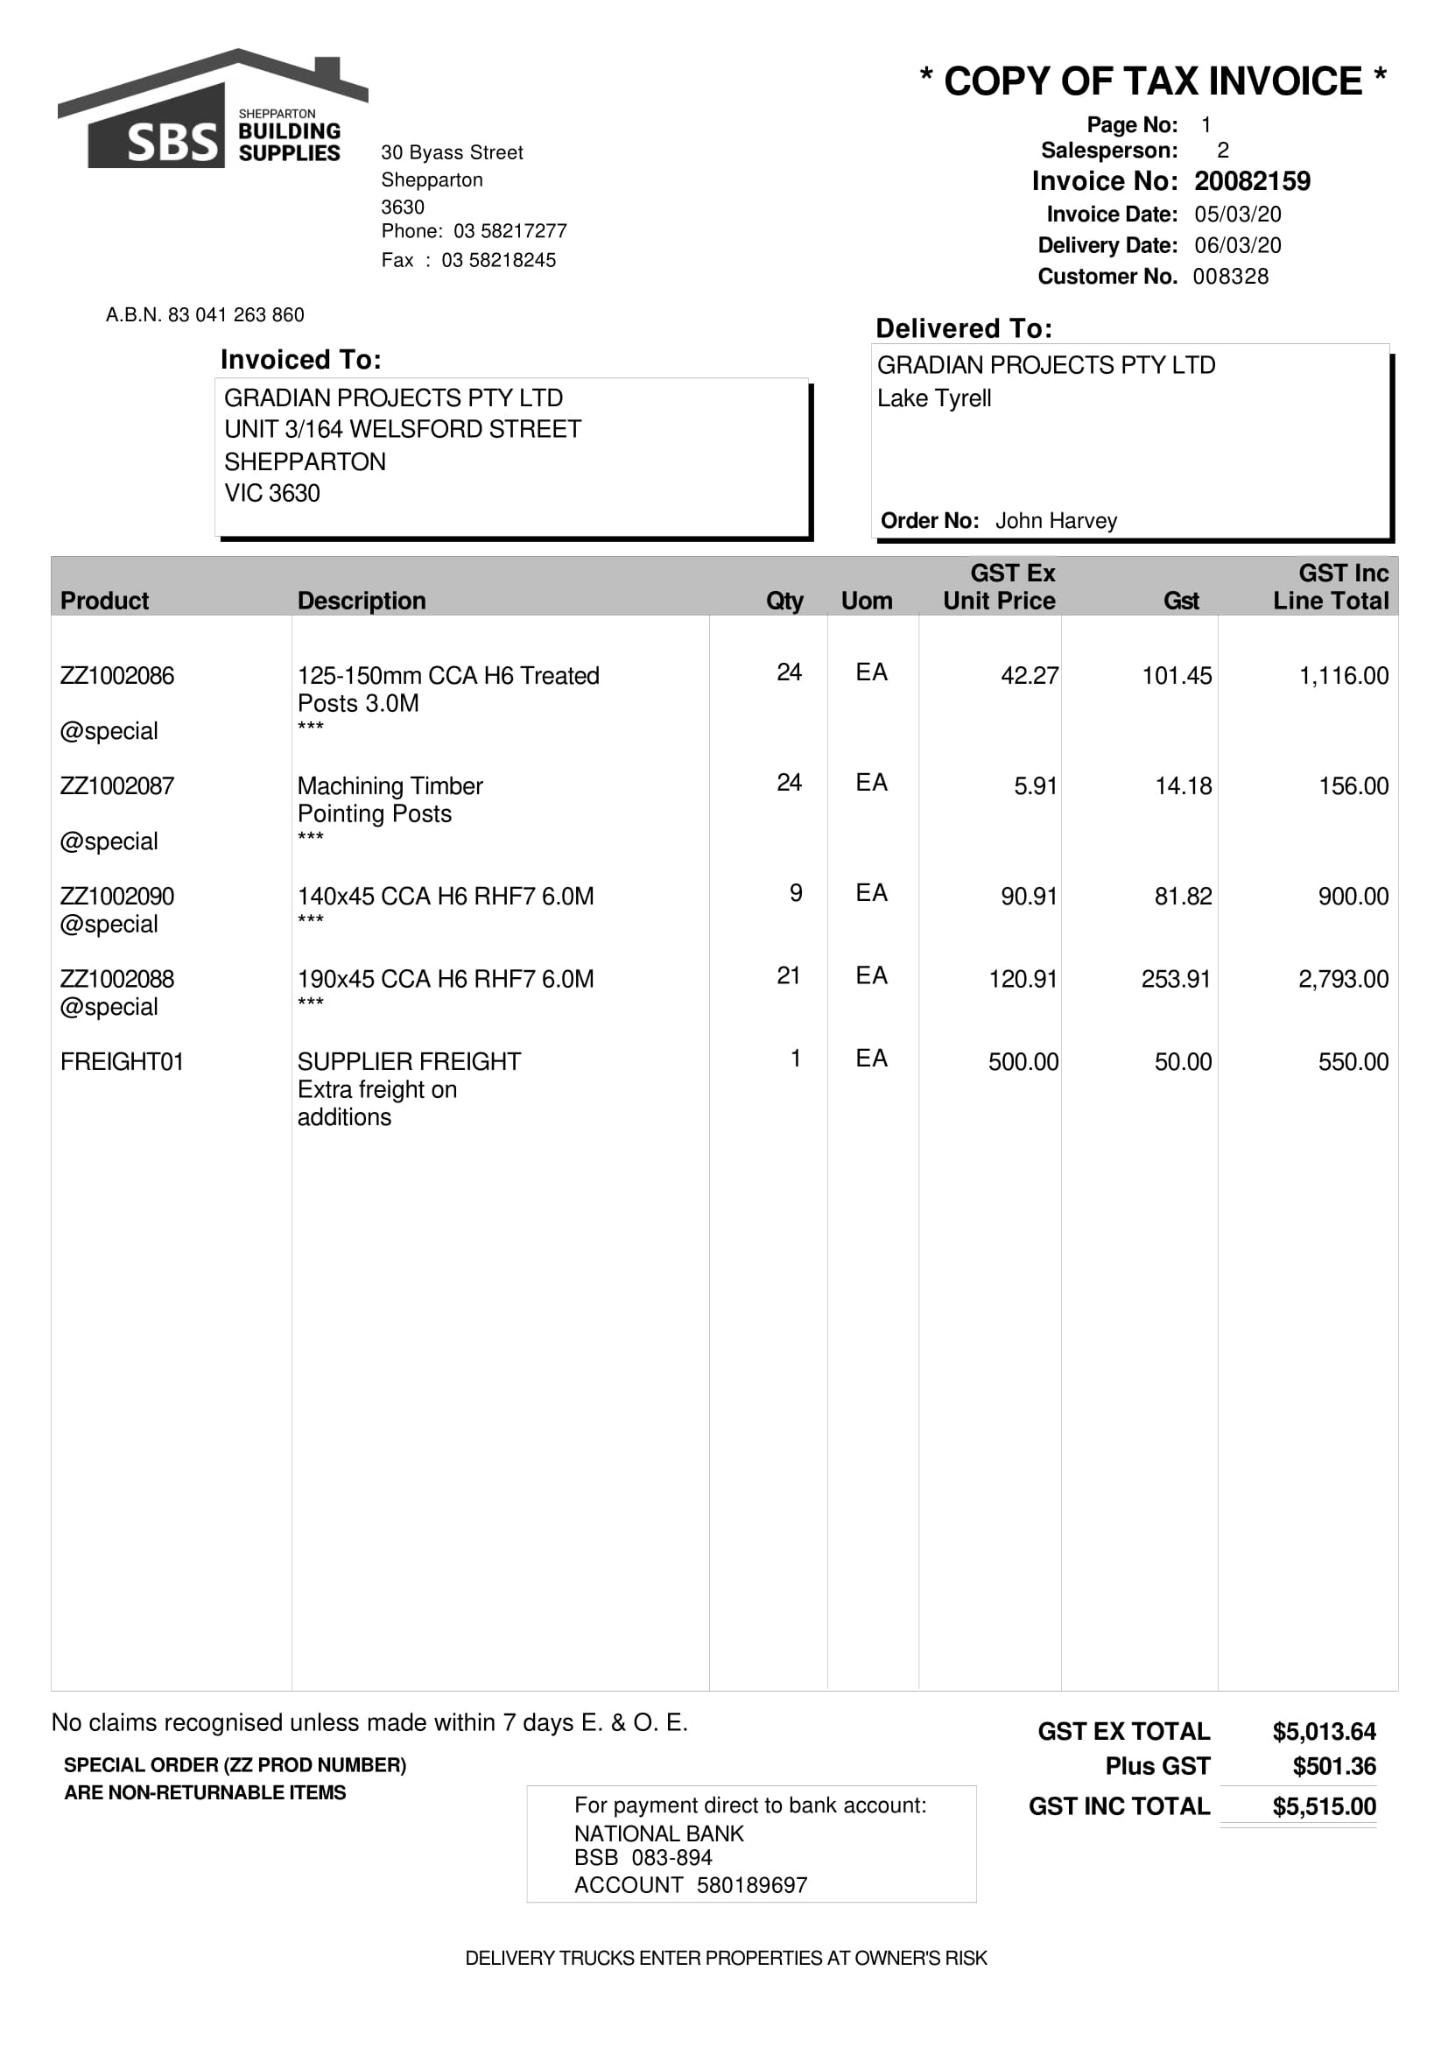 SBS
SHEPPARTON
BUILDING
SUPPLIES
30 Byass Street
Shepparton
3630
Phone: 03 58217277
Fax : 03 58218245
* COPY OF TAX INVOICE *
Page No: 1
Salesperson: 2
Invoice No: 20082159
Invoice Date: 05/03/20
Delivery Date: 06/03/20
Customer No. 008328
A.B.N. 83 041 263 860
Invoiced To:
GRADIAN PROJECTS PTY LTD
UNIT 3/164 WELSFORD STREET
SHEPPARTON
VIC 3630
Delivered To:
GRADIAN PROJECTS PTY LTD
Lake Tyrell
Order No: John Harvey
Product Description Qty Uom GST Ex Unit Price Gst GST Inc Line Total
ZZ1002086 125-150mm CCA H6 Treated 24 EA 42.27 101.45 1,116.00
Posts 3.0M
@special ***
ZZ1002087 Machining Timber 24 EA 5.91 14.18 156.00
Pointing Posts
@special ***
ZZ1002090 140x45 CCA H6 RHF7 6.0M 9 EA 90.91 81.82 900.00
@special ***
ZZ1002088 190x45 CCA H6 RHF7 6.0M 21 EA 120.91 253.91 2,793.00
@special ***
FREIGHT01 SUPPLIER FREIGHT 1 EA 500.00 50.00 550.00
Extra freight on
additions
No claims recognised unless made within 7 days E. & O. E.
SPECIAL ORDER (ZZ PROD NUMBER)
ARE NON-RETURNABLE ITEMS
GST EX TOTAL $5,013.64
Plus GST $501.36
GST INC TOTAL $5,515.00
For payment direct to bank account:
NATIONAL BANK
BSB 083-894
ACCOUNT 580189697
DELIVERY TRUCKS ENTER PROPERTIES AT OWNER'S RISK